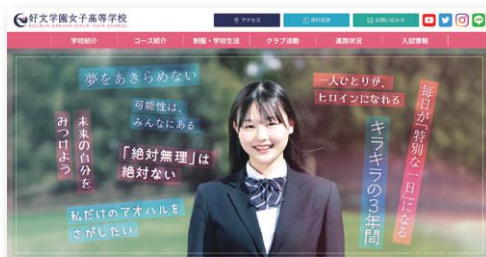 好文学園女子高等学校
KOUBUN GAKUEN GIRLS' HIGH SCHOOL
アクセス
資料請求
お問い合わせ
学校紹介
コース紹介
制服・学校生活
クラブ活動
進路状況
入試情報
夢をあきらめない
可能性は、
みんなにある
未来の自分を
みつけよう
「絶対無理」は
絶対ない
私だけのアオハルを
さがしたい
一人ひとりが、
ヒロインになれる
毎日が「特別な一日」になる
キラキラの3年間